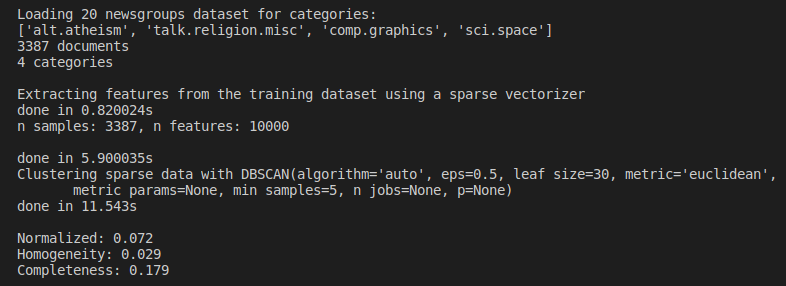 Loading 20 newsgroups dataset for categories:
['alt.atheism', 'talk.religion.misc', 'comp.graphics', 'sci.space']
3387 documents
4 categories
Extracting features from the training dataset using a sparse vectorizer
done in 0.820024s
n samples: 3387, n features: 10000
done in 5.900035s
Clustering sparse data with DBSCAN(algorithm='auto', eps=0.5, leaf size=30, metric='euclidean',
metric params=None, min samples=5, n jobs=None, p=None)
done in 11.543s
Normalized: 0.072
Homogeneity: 0.029
Completeness: 0.179